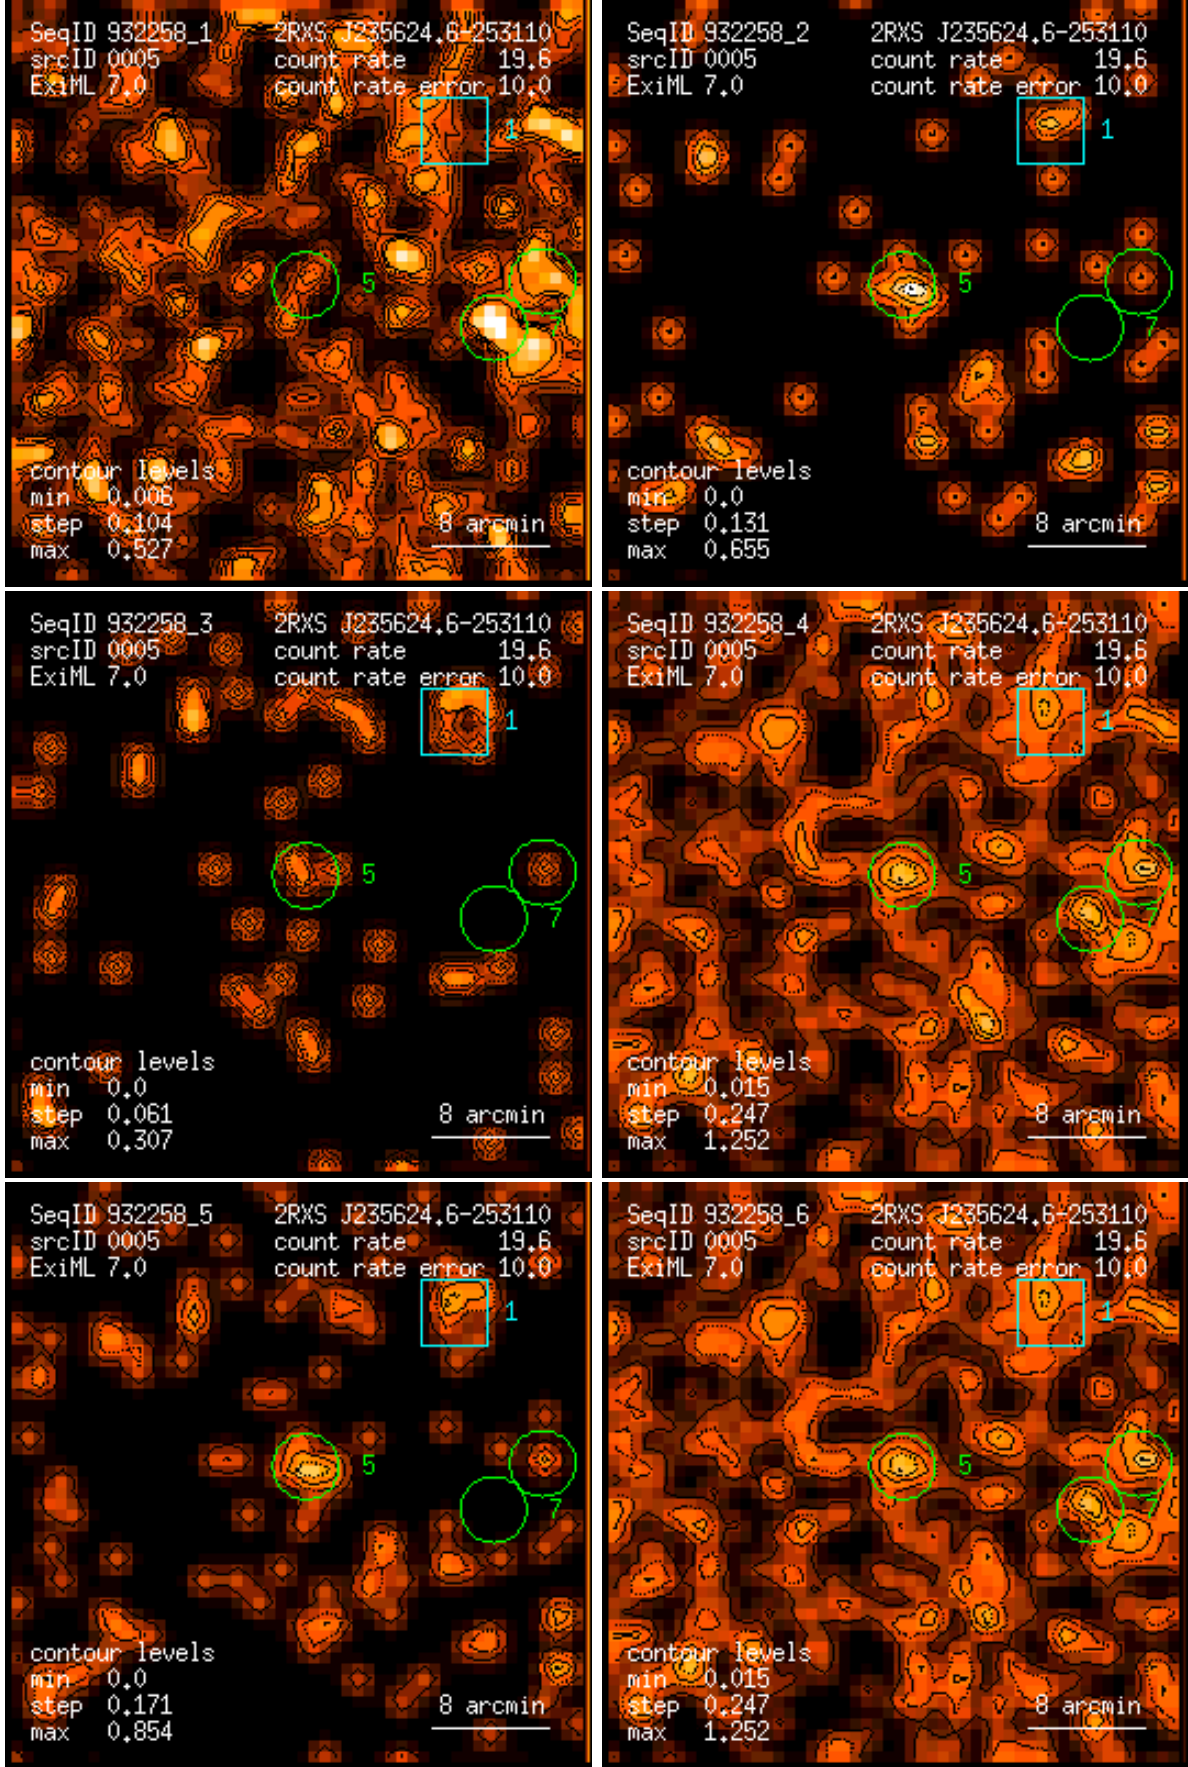 SeqID 932258_1 2RXS J235624.6-253110
srcID 0005 count rate 19.6
ExiML 7.0 count rate error 10.0
1
5
7
contour levels
min 0.006
step 0.104 8 arcmin
max 0.527
SeqID 932258_2 2RXS J235624.6-253110
srcID 0005 count rate 19.6
ExiML 7.0 count rate error 10.0
1
5
7
contour levels
min 0.0
step 0.131 8 arcmin
max 0.655
SeqID 932258_3 2RXS J235624.6-253110
srcID 0005 count rate 19.6
ExiML 7.0 count rate error 10.0
1
5
7
contour levels
min 0.0
step 0.061 8 arcmin
max 0.307
SeqID 932258_4 2RXS J235624.6-253110
srcID 0005 count rate 19.6
ExiML 7.0 count rate error 10.0
1
5
7
contour levels
min 0.015
step 0.247 8 arcmin
max 1.252
SeqID 932258_5 2RXS J235624.6-253110
srcID 0005 count rate 19.6
ExiML 7.0 count rate error 10.0
1
5
7
contour levels
min 0.0
step 0.171 8 arcmin
max 0.854
SeqID 932258_6 2RXS J235624.6-253110
srcID 0005 count rate 19.6
ExiML 7.0 count rate error 10.0
1
5
7
contour levels
min 0.015
step 0.247 8 arcmin
max 1.252